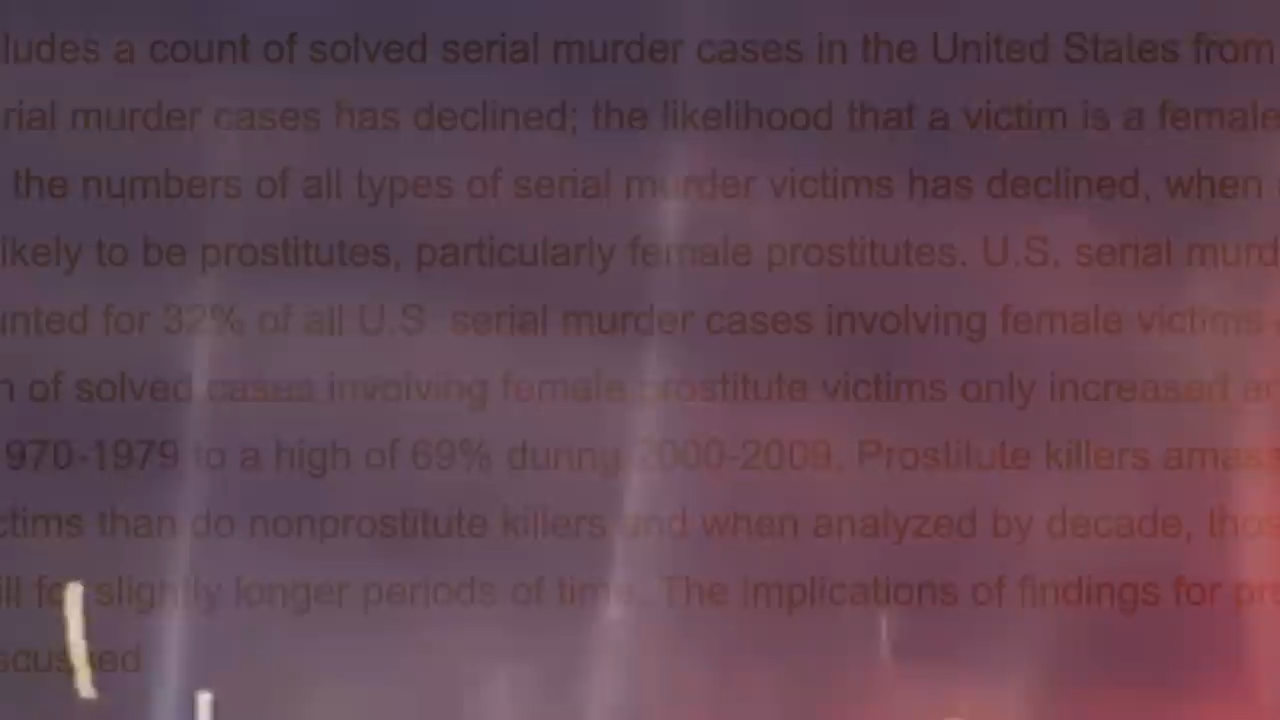 ludes a count of solved serial murder cases in the United States from
rial murder cases has declined; the likelihood that a victim is a female
the numbers of all types of serial murder victims has declined, when
ikely to be prostitutes, particularly female prostitutes. U.S. serial murd
unted for 32% of all U.S. serial murder cases involving female victims
n of solved cases involving female prostitute victims only increased a
970-1979 to a high of 69% during 2000-2009. Prostitute killers amas
ctims than do nonprostitute killers and when analyzed by decade, thos
ill for slightly longer periods of time. The implications of findings for pr
scussed